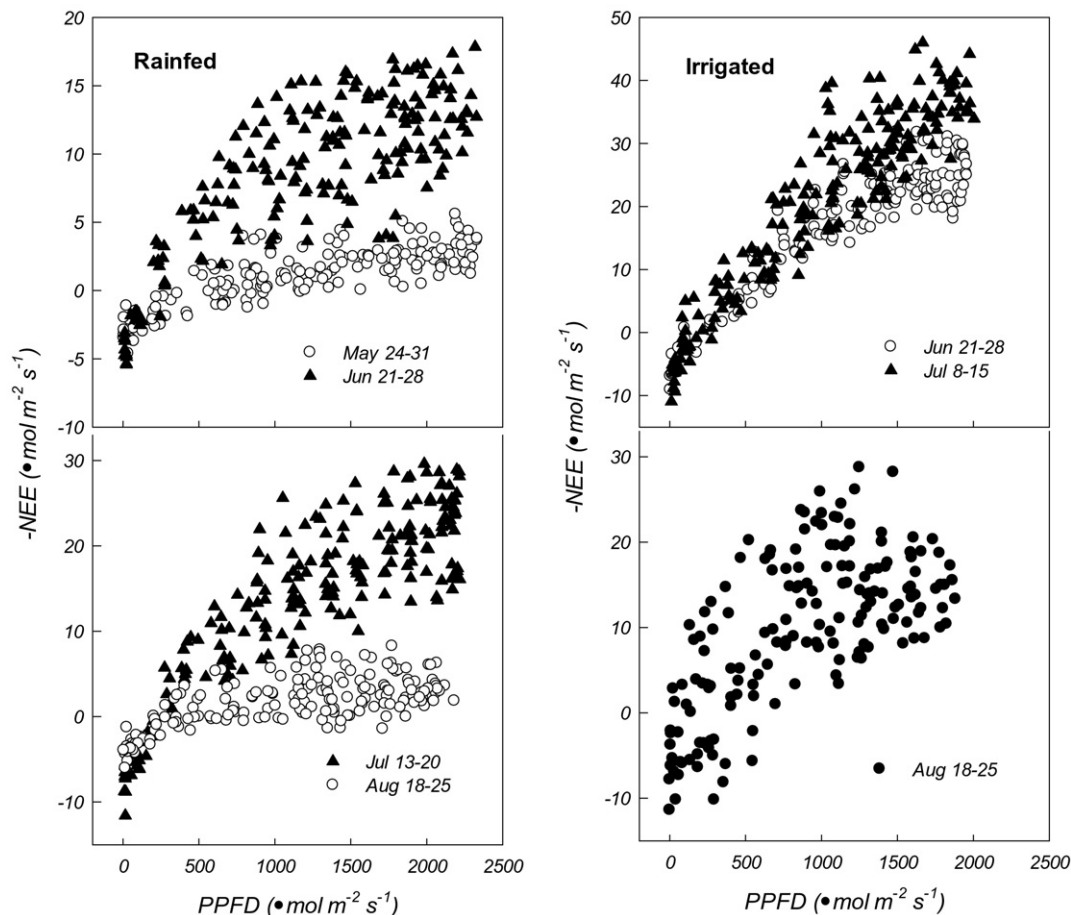 20
15
10
5
0
-5
-10
Rainfed
May 24-31
Jun 21-28
50
40
30
20
10
0
-10
Irrigated
Jun 21-28
Jul 8-15
-NEE (•mol m⁻² s⁻¹)
-NEE (•mol m⁻² s⁻¹)
30
20
10
0
-10
Jul 13-20
Aug 18-25
0 500 1000 1500 2000 2500
PPFD (•mol m⁻² s⁻¹)
30
20
10
0
-10
Aug 18-25
0 500 1000 1500 2000 2500
PPFD (•mol m⁻² s⁻¹)